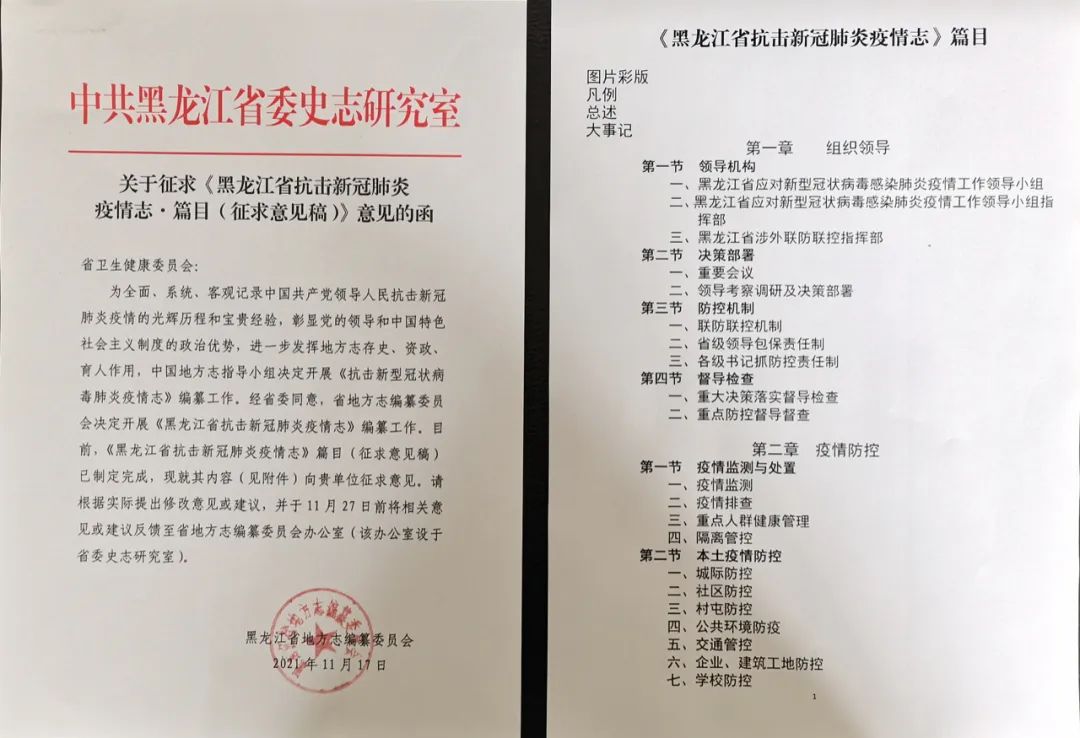 中共黑龙江省委史志研究室
关于征求《黑龙江省抗击新冠肺炎
疫情志·篇目（征求意见稿）》意见的函
省卫生健康委员会：
为全面、系统、客观记录中国共产党领导人民抗击新冠
肺炎疫情的光辉历程和宝贵经验，彰显党的领导和中国特色
社会主义制度的政治优势，进一步发挥地方志存史、资政、
育人作用，中国地方志指导小组决定开展《抗击新型冠状病
毒肺炎疫情志》编纂工作。经省委同意，省地方志编纂委员
会决定开展《黑龙江省抗击新冠肺炎疫情志》编纂工作。目
前，《黑龙江省抗击新冠肺炎疫情志》篇目（征求意见稿）
已制定完成，现就其内容（见附件）向贵单位征求意见。请
根据实际提出修改意见或建议，并于11月27日前将相关意
见或建议反馈至省地方志编纂委员会办公室（该办公室设于
省委史志研究室）。
黑龙江省地方志编纂委员会
2021年11月17日
《黑龙江省抗击新冠肺炎疫情志》篇目
图片彩版
凡例
总述
大事记
第一章 组织领导
第一节 领导机构
一、黑龙江省应对新型冠状病毒感染肺炎疫情工作领导小组
二、黑龙江省应对新型冠状病毒感染肺炎疫情工作领导小组指
挥部
三、黑龙江省涉外联防联控指挥部
第二节 决策部署
一、重要会议
二、领导考察调研及决策部署
第三节 防控机制
一、联防联控机制
二、省级领导包保责任制
三、各级书记抓防控责任制
第四节 督导检查
一、重大决策落实督导检查
二、重点防控督导督查
第二章 疫情防控
第一节 疫情监测与处置
一、疫情监测
二、疫情排查
三、重点人群健康管理
四、隔离管控
第二节 本土疫情防控
一、城际防控
二、社区防控
三、村屯防控
四、公共环境防疫
五、交通管控
六、企业、建筑工地防控
七、学校防控
1